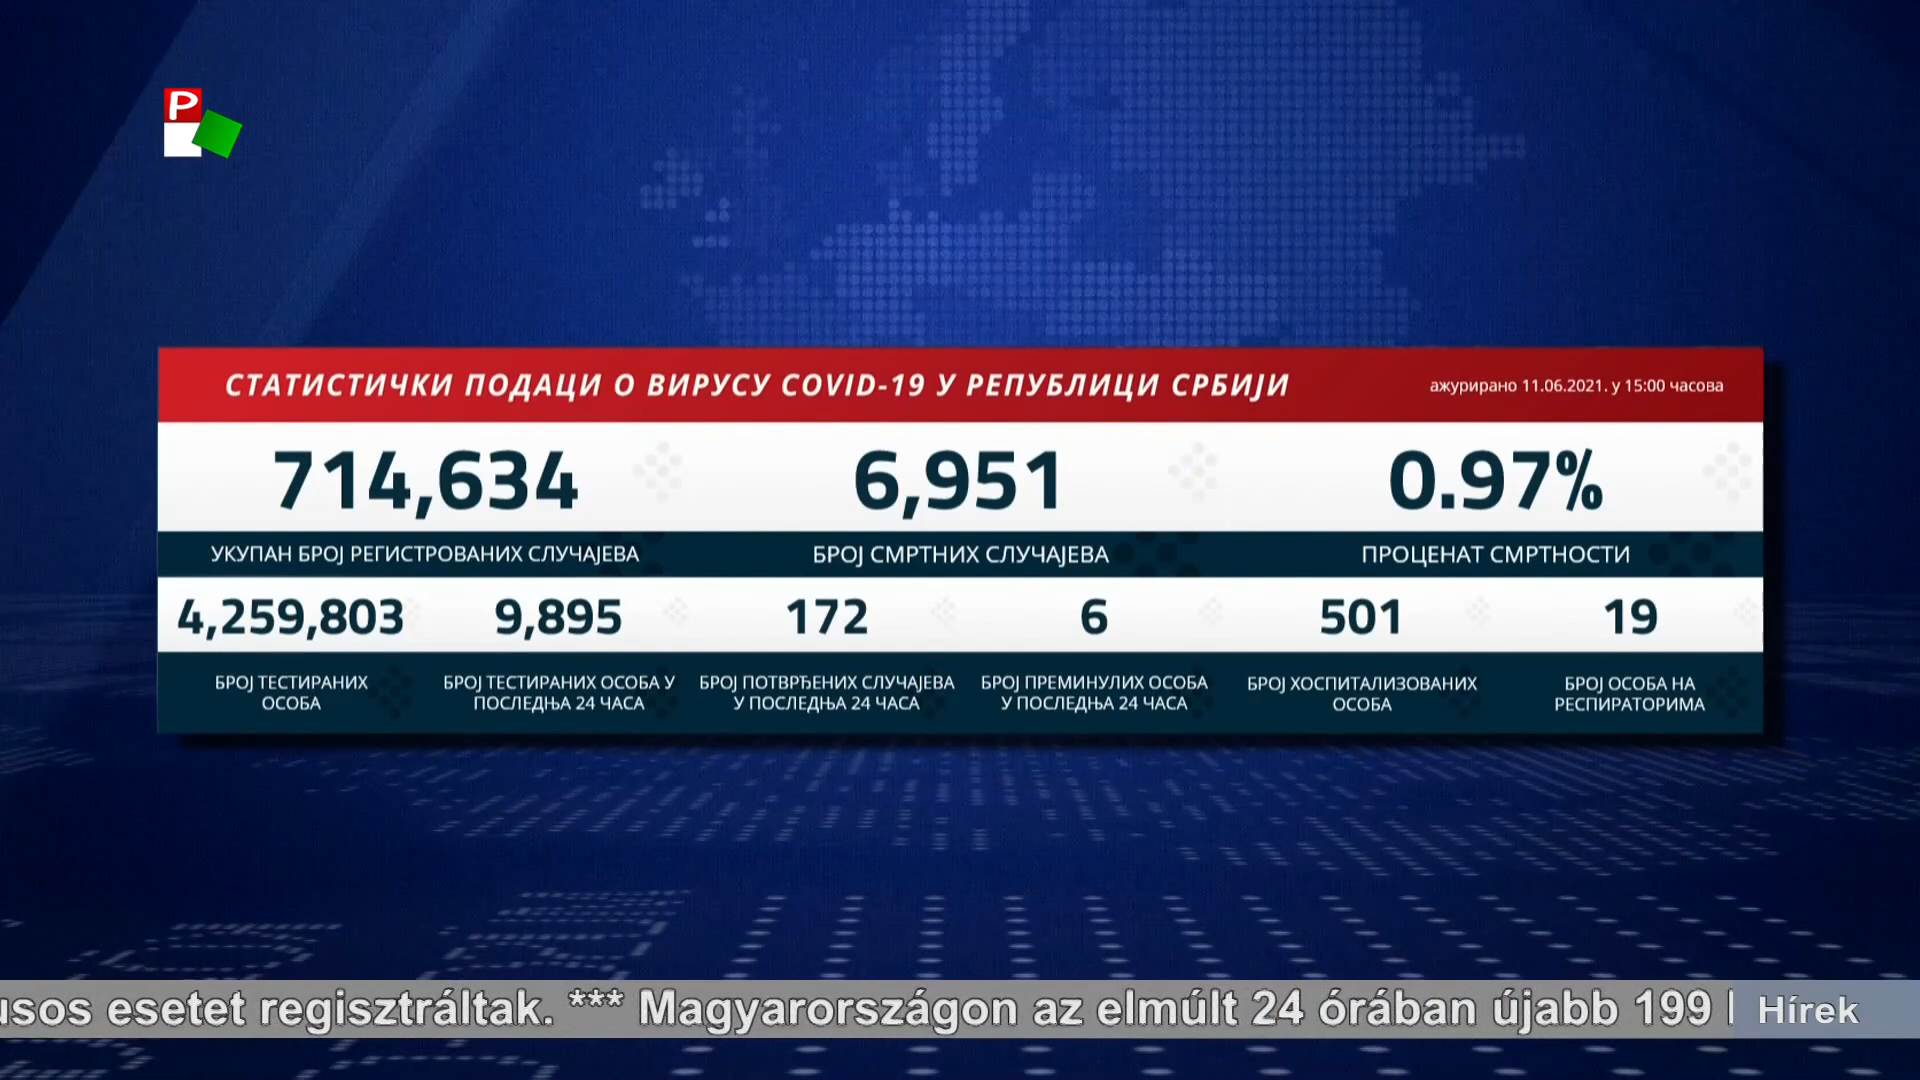 P
СТАТИСТИЧКИ ПОДАЦИ О ВИРУСУ COVID-19 У РЕПУБЛИЦИ СРБИЈИ
ажурирано 11.06.2021. у 15:00 часова
714,634
6,951
0.97%
УКУПАН БРОЈ РЕГИСТРОВАНИХ СЛУЧАЈЕВА
БРОЈ СМРТНИХ СЛУЧАЈЕВА
ПРОЦЕНАТ СМРТНОСТИ
4,259,803
9,895
172
6
501
19
БРОЈ ТЕСТИРАНИХ
ОСОБА
БРОЈ ТЕСТИРАНИХ ОСОБА У
ПОСЛЕДЊА 24 ЧАСА
БРОЈ ПОТВРЂЕНИХ СЛУЧАЈЕВА
У ПОСЛЕДЊА 24 ЧАСА
БРОЈ ПРЕМИНУЛИХ ОСОБА
У ПОСЛЕДЊА 24 ЧАСА
БРОЈ ХОСПИТАЛИЗОВАНИХ
ОСОБА
БРОЈ ОСОБА НА
РЕСПИРАТОРИМА
usos esetet regisztráltak. *** Magyarországon az elmúlt 24 órában újabb 199
Hírek